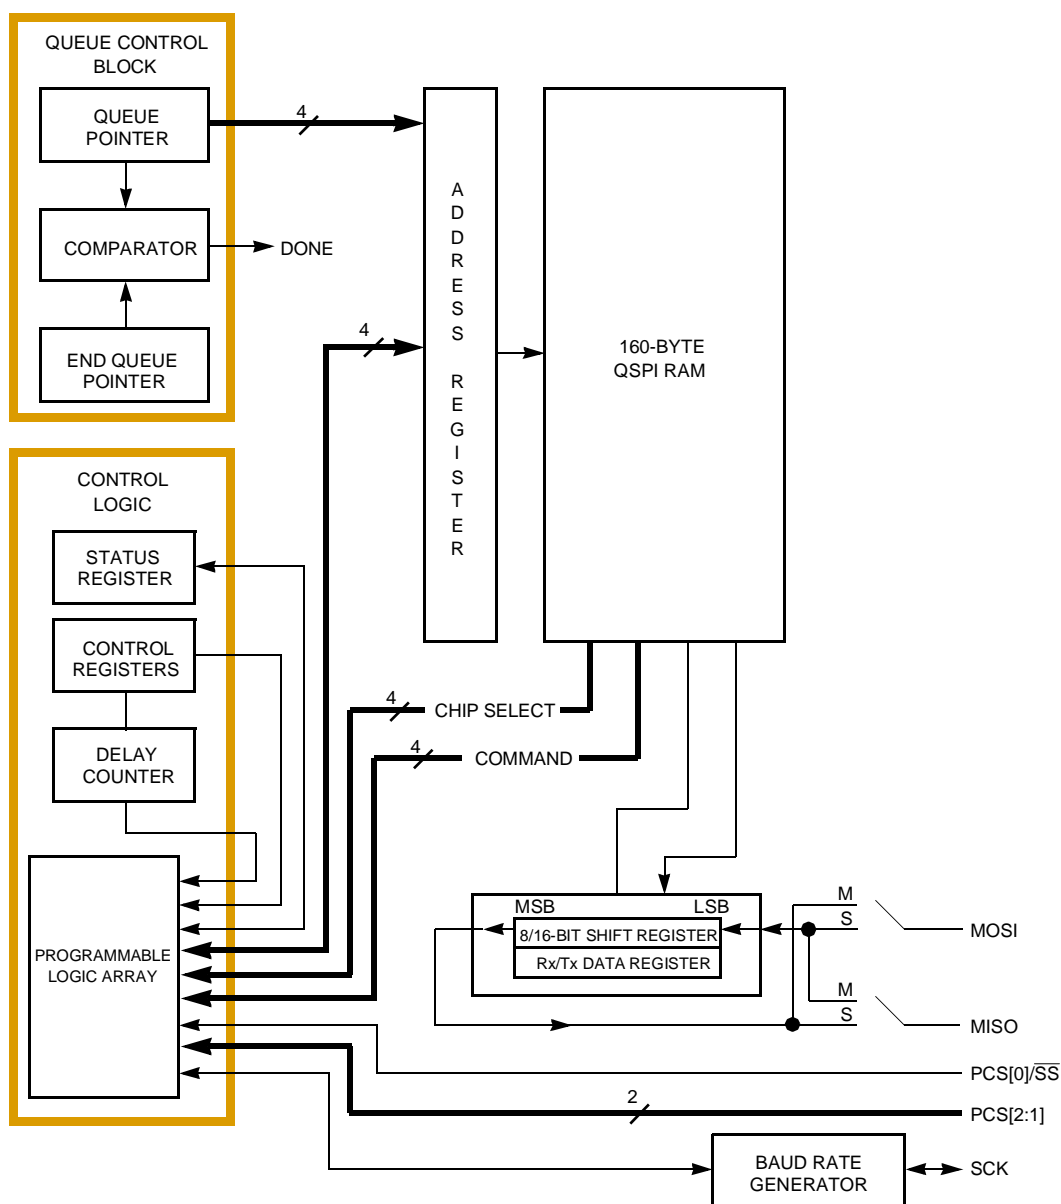 QUEUE CONTROL
BLOCK
QUEUE
POINTER
4
COMPARATOR
DONE
END QUEUE
POINTER
4
ADDRESS REGISTER
160-BYTE
QSPI RAM
CONTROL
LOGIC
STATUS
REGISTER
CONTROL
REGISTERS
DELAY
COUNTER
PROGRAMMABLE
LOGIC ARRAY
4
CHIP SELECT
4
COMMAND
MSB
LSB
8/16-BIT SHIFT REGISTER
Rx/Tx DATA REGISTER
M
S
MOSI
M
S
MISO
PCS[0]/S̅S̅
2
PCS[2:1]
BAUD RATE
GENERATOR
SCK